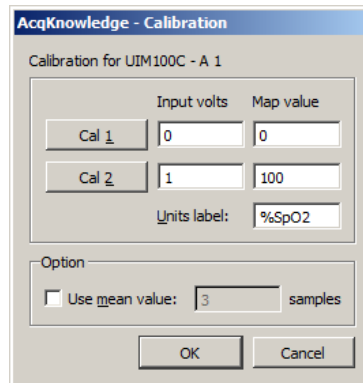 AcqKnowledge - Calibration
Calibration for UIM100C - A 1
Input volts Map value
Cal 1 0 0
Cal 2 1 100
Units label: %SpO2
Option
Use mean value: 3 samples
OK Cancel